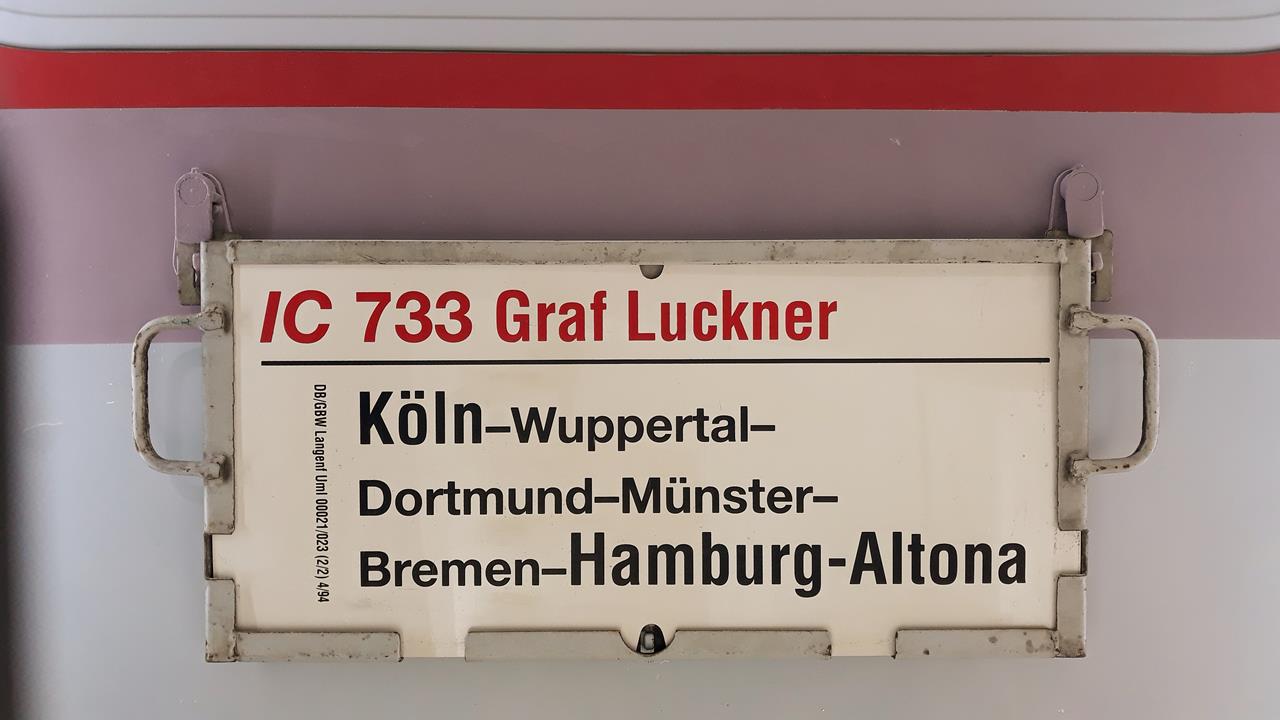 IC 733 Graf Luckner
DB/GBW Langenf Uml 00021/023 (2/2) 4/94
Köln–Wuppertal–
Dortmund–Münster–
Bremen–Hamburg-Altona